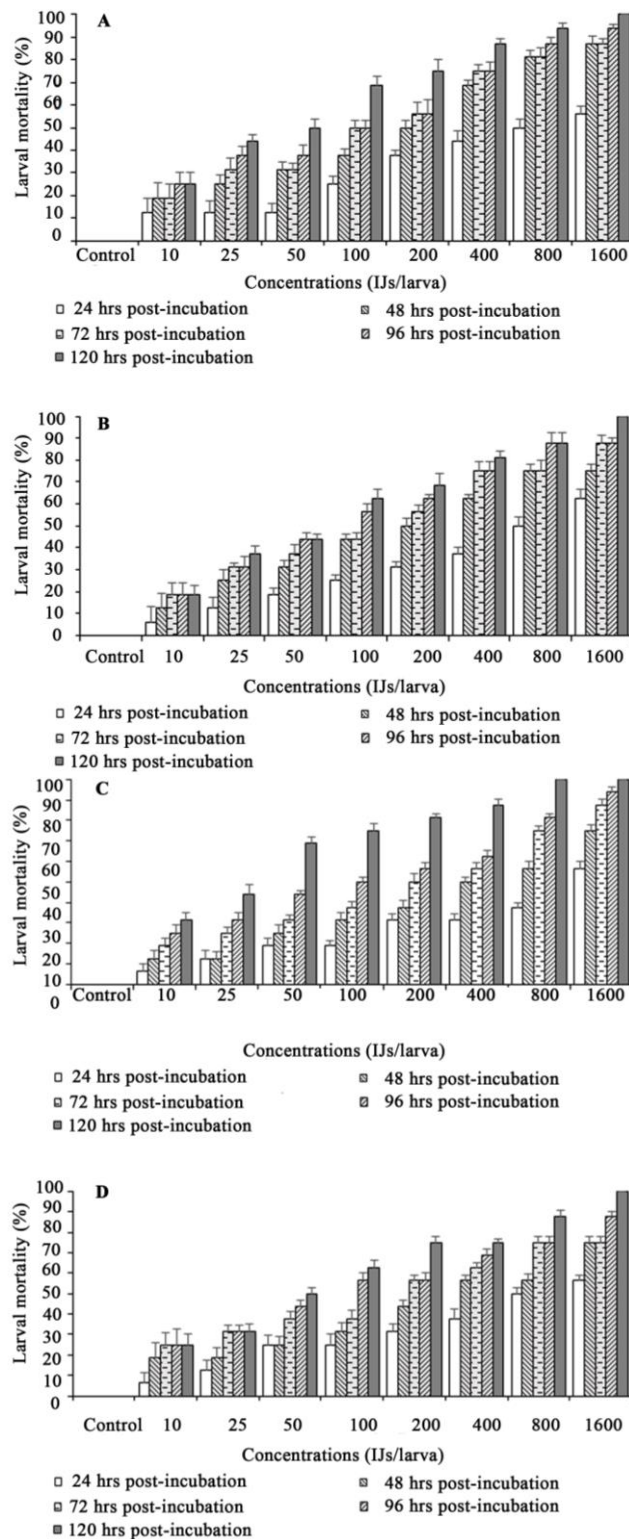 A
Larval mortality (%)
100
90
80
70
60
50
40
30
20
10
0
Control 10 25 50 100 200 400 800 1600
Concentrations (IJs/larva)
24 hrs post-incubation 48 hrs post-incubation
72 hrs post-incubation 96 hrs post-incubation
120 hrs post-incubation
B
Larval mortality (%)
100
90
80
70
60
50
40
30
20
10
0
Control 10 25 50 100 200 400 800 1600
Concentrations (IJs/larva)
24 hrs post-incubation 48 hrs post-incubation
72 hrs post-incubation 96 hrs post-incubation
120 hrs post-incubation
C
Larval mortality (%)
100
90
80
70
60
50
40
30
20
10
0
Control 10 25 50 100 200 400 800 1600
Concentrations (IJs/larva)
24 hrs post-incubation 48 hrs post-incubation
72 hrs post-incubation 96 hrs post-incubation
120 hrs post-incubation
D
Larval mortality (%)
100
90
80
70
60
50
40
30
20
10
0
Control 10 25 50 100 200 400 800 1600
Concentrations (IJs/larva)
24 hrs post-incubation 48 hrs post-incubation
72 hrs post-incubation 96 hrs post-incubation
120 hrs post-incubation